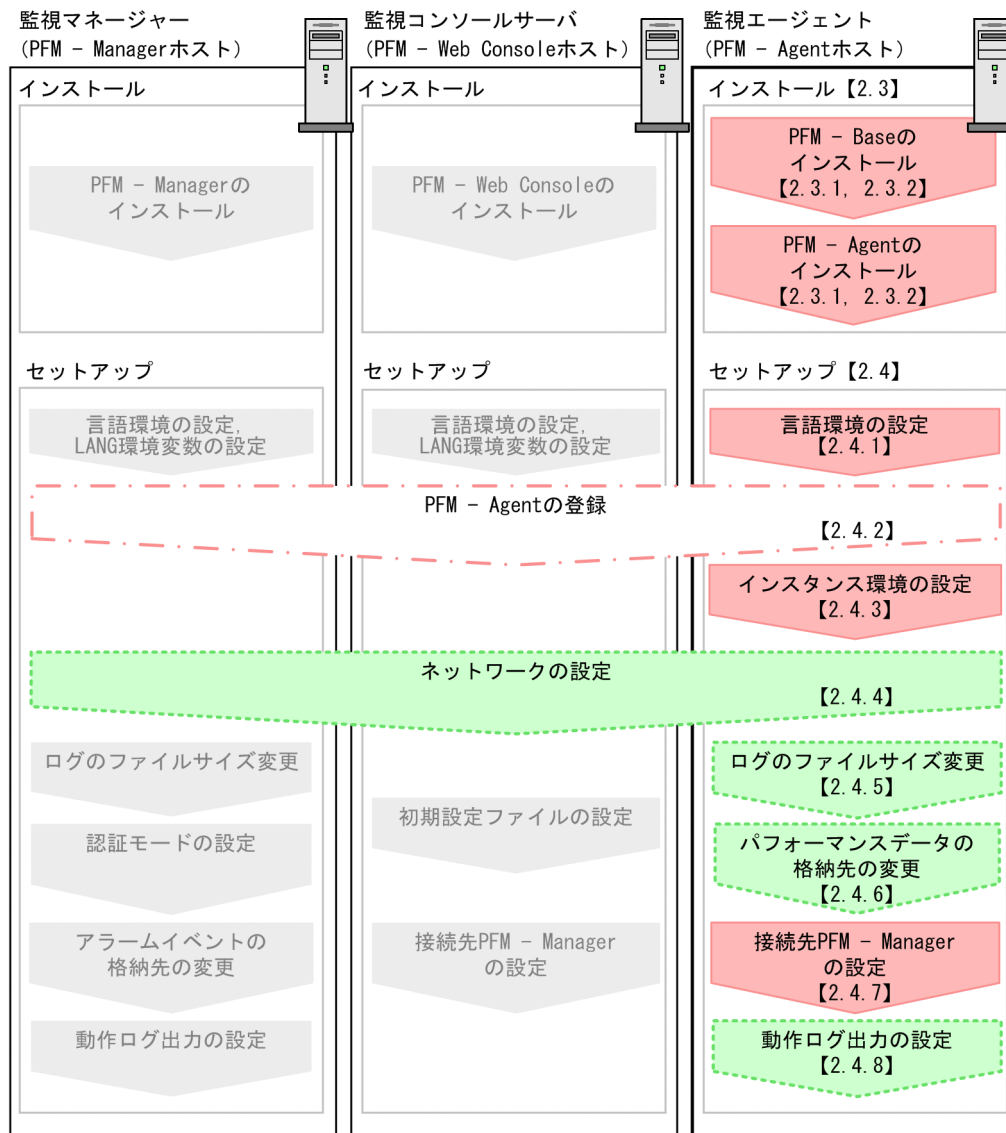 監視マネージャー
(PFM - Managerホスト)
インストール
PFM - Managerの
インストール
セットアップ
言語環境の設定,
LANG環境変数の設定
監視コンソールサーバ
(PFM - Web Consoleホスト)
インストール
PFM - Web Consoleの
インストール
セットアップ
言語環境の設定,
LANG環境変数の設定
監視エージェント
(PFM - Agentホスト)
インストール【2.3】
PFM - Baseの
インストール
【2.3.1, 2.3.2】
PFM - Agentの
インストール
【2.3.1, 2.3.2】
セットアップ【2.4】
言語環境の設定
【2.4.1】
PFM - Agentの登録
【2.4.2】
インスタンス環境の設定
【2.4.3】
ネットワークの設定
【2.4.4】
ログのファイルサイズ変更
認証モードの設定
アラームイベントの
格納先の変更
動作ログ出力の設定
初期設定ファイルの設定
接続先PFM - Manager
の設定
ログのファイルサイズ変更
【2.4.5】
パフォーマンスデータの
格納先の変更
【2.4.6】
接続先PFM - Manager
の設定
【2.4.7】
動作ログ出力の設定
【2.4.8】